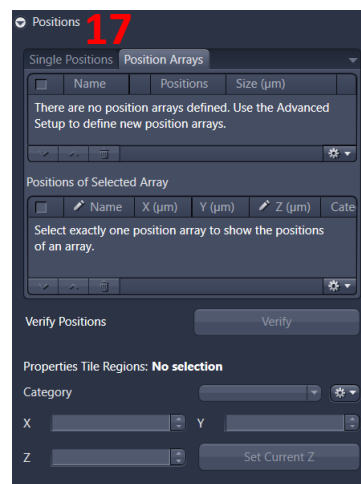 Positions 17
Single Positions Position Arrays
Name Positions Size (µm)
There are no position arrays defined. Use the Advanced
Setup to define new position arrays.
Positions of Selected Array
Name X (µm) Y (µm) Z (µm) Cate
Select exactly one position array to show the positions
of an array.
Verify Positions Verify
Properties Tile Regions: No selection
Category
X Y
Z Set Current Z